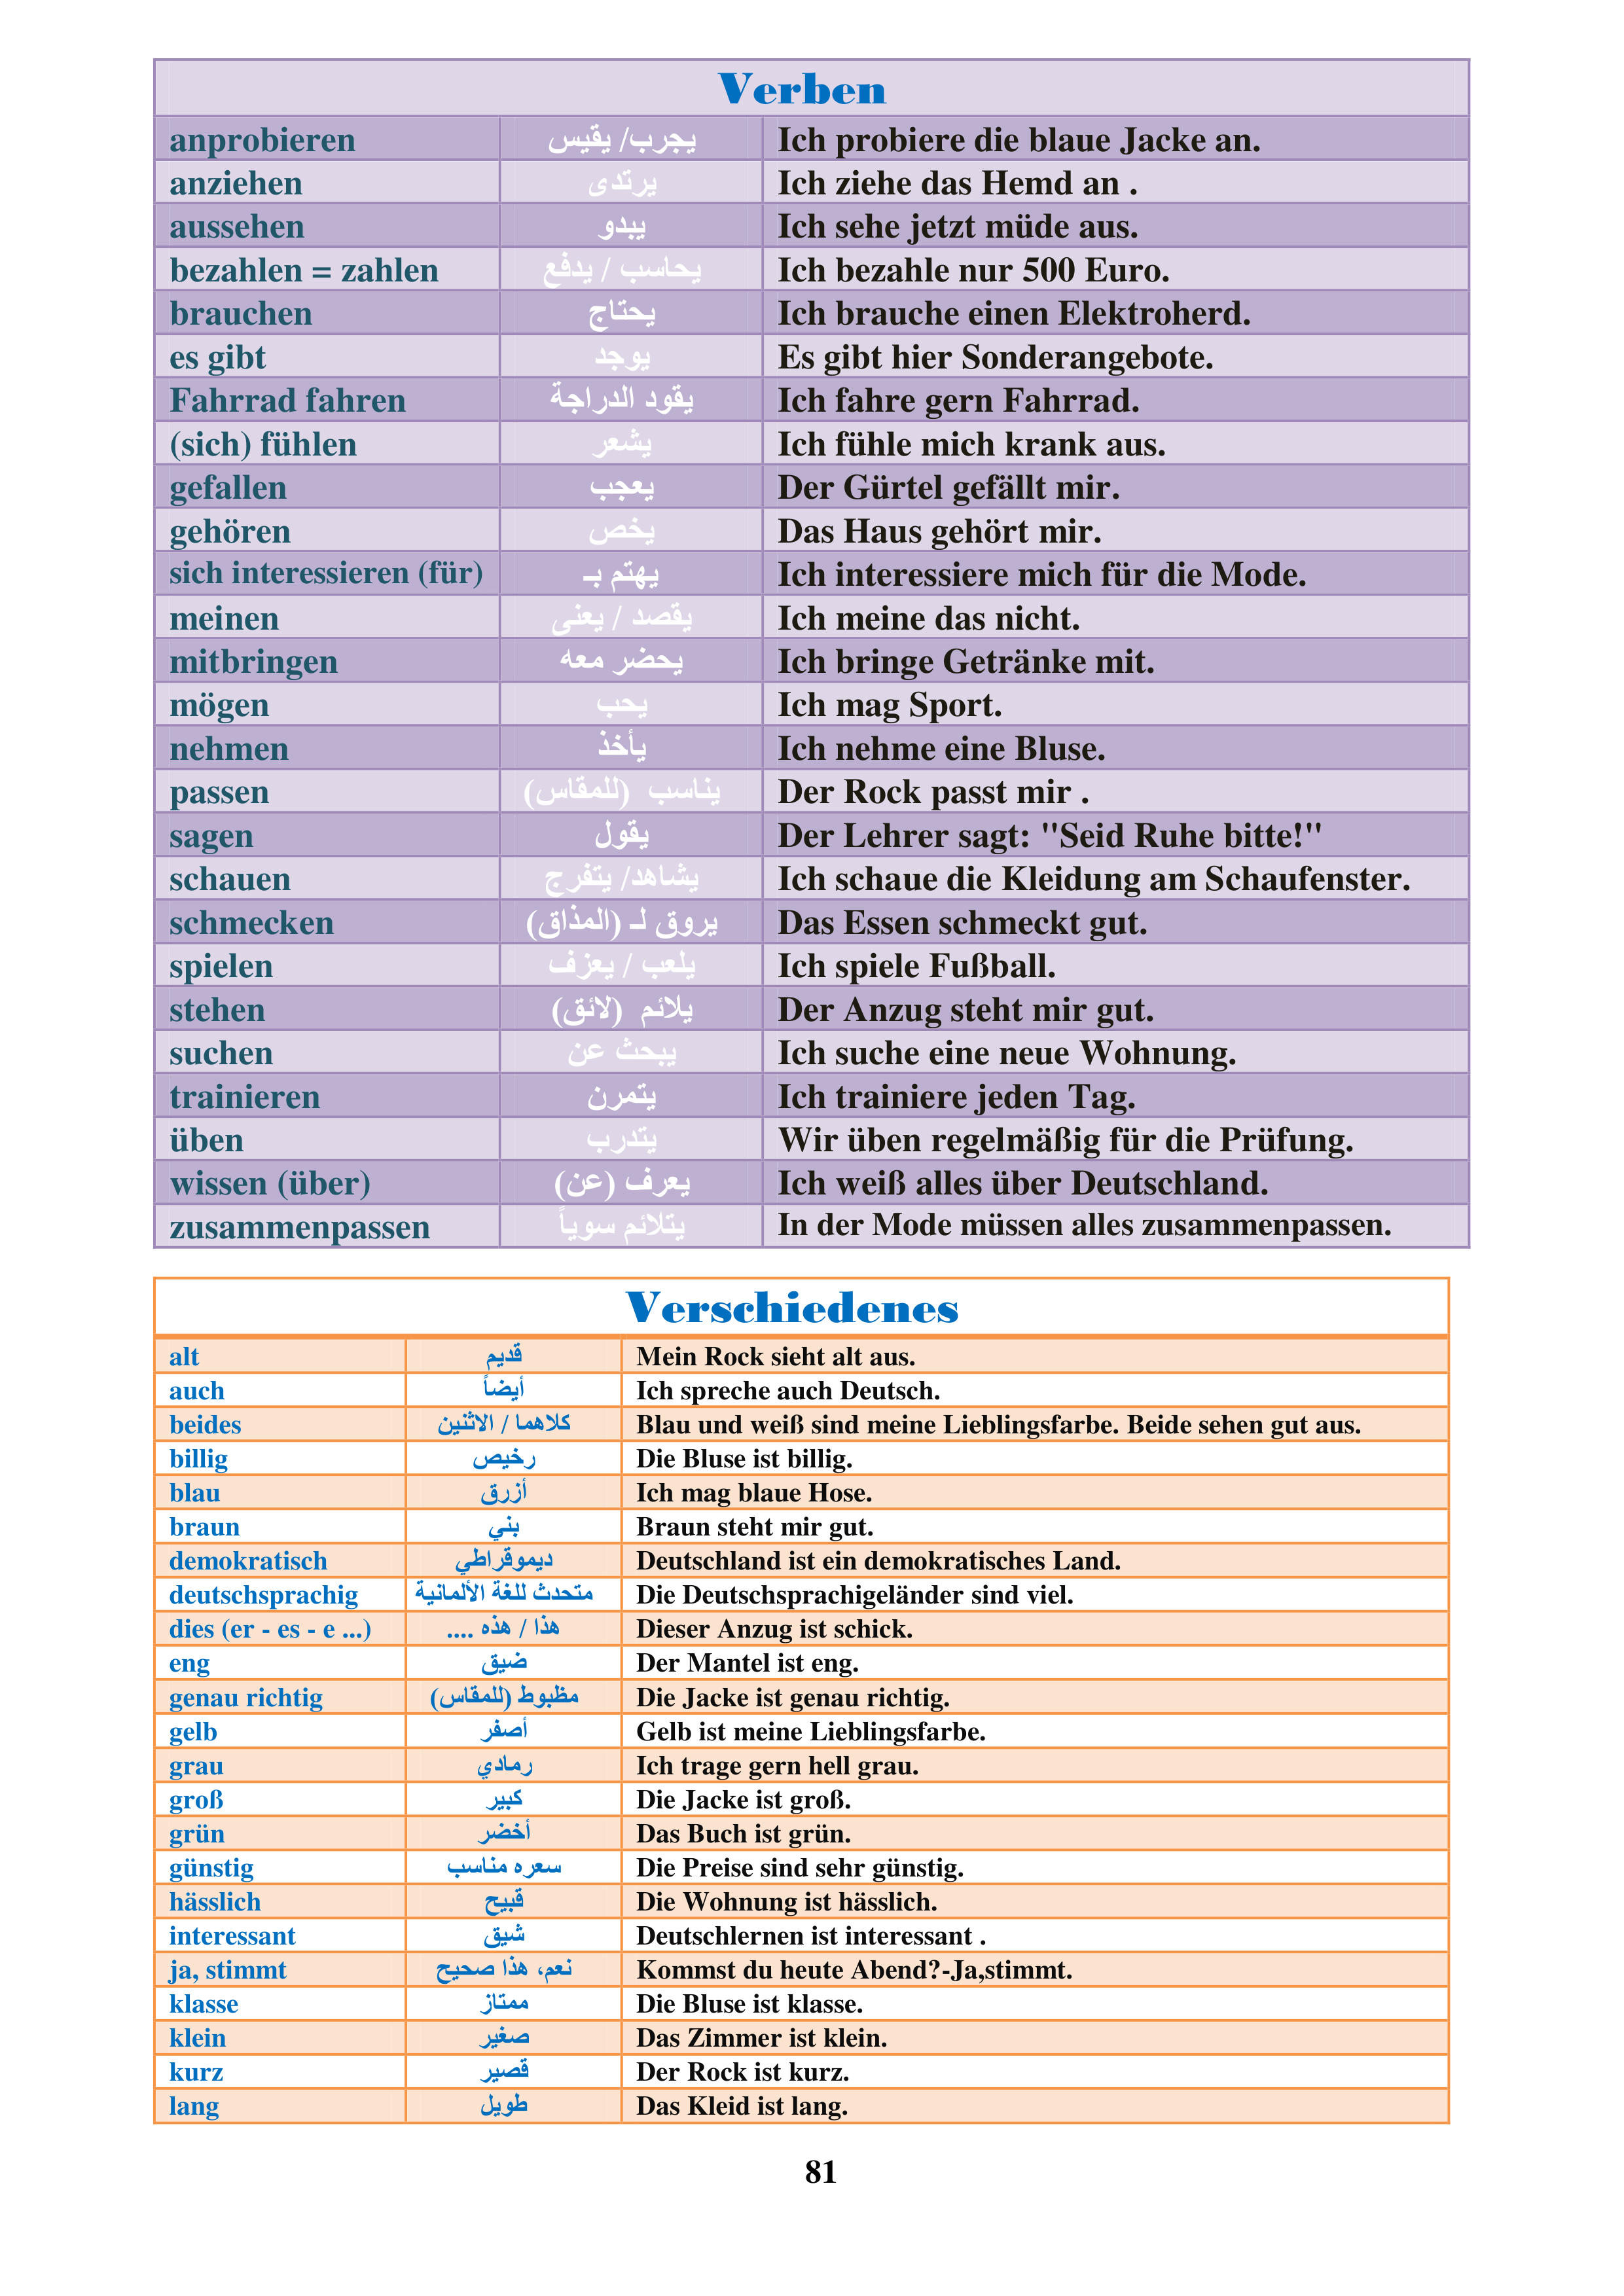 Verben
anprobieren يجرب/ يقيس Ich probiere die blaue Jacke an.
anziehen يرتدى Ich ziehe das Hemd an .
aussehen يبدو Ich sehe jetzt müde aus.
bezahlen = zahlen يحاسب / يدفع Ich bezahle nur 500 Euro.
brauchen يحتاج Ich brauche einen Elektroherd.
es gibt يوجد Es gibt hier Sonderangebote.
Fahrrad fahren يقود الدراجة Ich fahre gern Fahrrad.
(sich) fühlen يشعر Ich fühle mich krank aus.
gefallen يعجب Der Gürtel gefällt mir.
gehören يخص Das Haus gehört mir.
sich interessieren (für) يهتم بـ Ich interessiere mich für die Mode.
meinen يقصد / يعنى Ich meine das nicht.
mitbringen يحضر معه Ich bringe Getränke mit.
mögen يحب Ich mag Sport.
nehmen يأخذ Ich nehme eine Bluse.
passen يناسب (للمقاس) Der Rock passt mir .
sagen يقول Der Lehrer sagt: "Seid Ruhe bitte!"
schauen يشاهد/ يتفرج Ich schaue die Kleidung am Schaufenster.
schmecken يروق لـ (المذاق) Das Essen schmeckt gut.
spielen يلعب / يعزف Ich spiele Fußball.
stehen يلائم (لائق) Der Anzug steht mir gut.
suchen يبحث عن Ich suche eine neue Wohnung.
trainieren يتمرن Ich trainiere jeden Tag.
üben يتدرب Wir üben regelmäßig für die Prüfung.
wissen (über) يعرف (عن) Ich weiß alles über Deutschland.
zusammenpassen يتلائم سوياً In der Mode müssen alles zusammenpassen.
Verschiedenes
alt قديم Mein Rock sieht alt aus.
auch أيضاً Ich spreche auch Deutsch.
beides كلاهما / الاثنين Blau und weiß sind meine Lieblingsfarbe. Beide sehen gut aus.
billig رخيص Die Bluse ist billig.
blau أزرق Ich mag blaue Hose.
braun بني Braun steht mir gut.
demokratisch ديموقراطي Deutschland ist ein demokratisches Land.
deutschsprachig متحدث للغة الألمانية Die Deutschsprachigeländer sind viel.
dies (er - es - e ...) هذا / هذه .... Dieser Anzug ist schick.
eng ضيق Der Mantel ist eng.
genau richtig مظبوط (للمقاس) Die Jacke ist genau richtig.
gelb أصفر Gelb ist meine Lieblingsfarbe.
grau رمادي Ich trage gern hell grau.
groß كبير Die Jacke ist groß.
grün أخضر Das Buch ist grün.
günstig سعره مناسب Die Preise sind sehr günstig.
hässlich قبيح Die Wohnung ist hässlich.
interessant شيق Deutschlernen ist interessant .
ja, stimmt نعم، هذا صحيح Kommst du heute Abend?-Ja,stimmt.
klasse ممتاز Die Bluse ist klasse.
klein صغير Das Zimmer ist klein.
kurz قصير Der Rock ist kurz.
lang طويل Das Kleid ist lang.
81